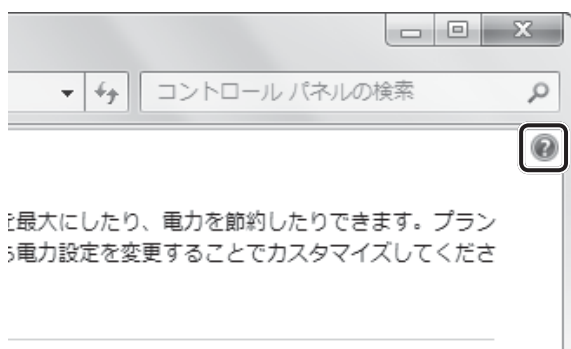 コントロール パネルの検索
を最大にしたり、電力を節約したりできます。プラン
電力設定を変更することでカスタマイズしてくださ